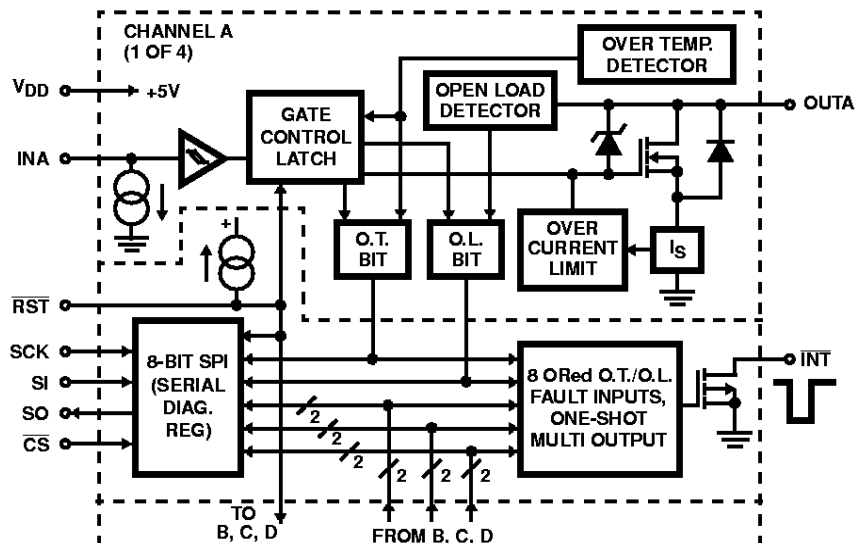 CHANNEL A
(1 OF 4)
OVER TEMP.
DETECTOR
VDD
+5V
OPEN LOAD
DETECTOR
OUTA
GATE
CONTROL
LATCH
INA
+
O.T.
BIT
O.L.
BIT
OVER
CURRENT
LIMIT
IS
RST
SCK
SI
SO
CS
8-BIT SPI
(SERIAL
DIAG.
REG)
8 ORed O.T./O.L.
FAULT INPUTS,
ONE-SHOT
MULTI OUTPUT
INT
2
2
2
2
2
2
TO
B, C, D
FROM B, C, D